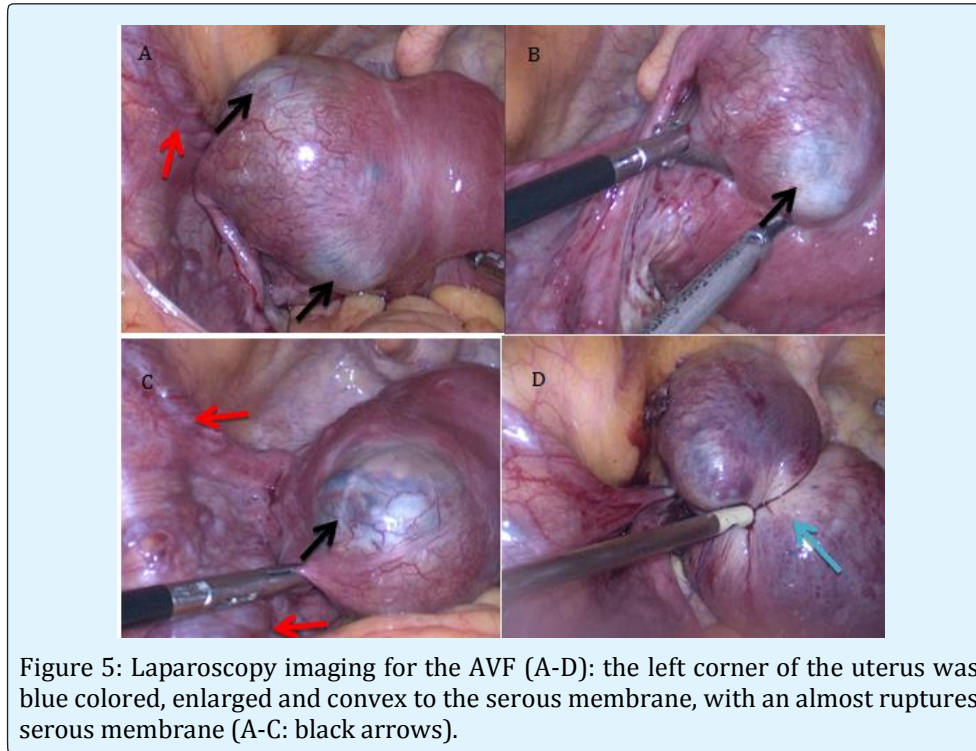 A
B
C
D
Figure 5: Laparoscopy imaging for the AVF (A-D): the left corner of the uterus was
blue colored, enlarged and convex to the serous membrane, with an almost ruptures
serous membrane (A-C: black arrows).